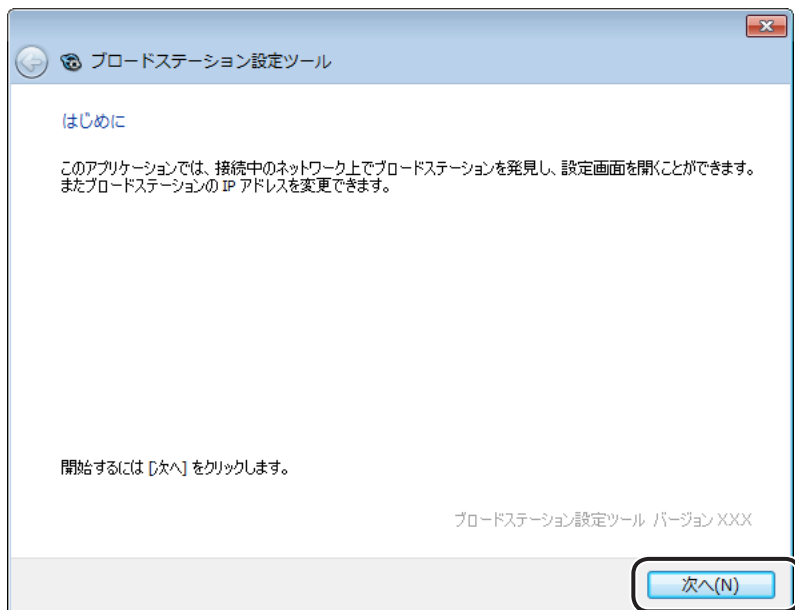 ブロードステーション設定ツール
はじめに
このアプリケーションでは、接続中のネットワーク上でブロードステーションを発見し、設定画面を開くことができます。
またブロードステーションの IP アドレスを変更できます。
開始するには [次へ] をクリックします。
ブロードステーション設定ツール バージョン XXX
次へ(N)